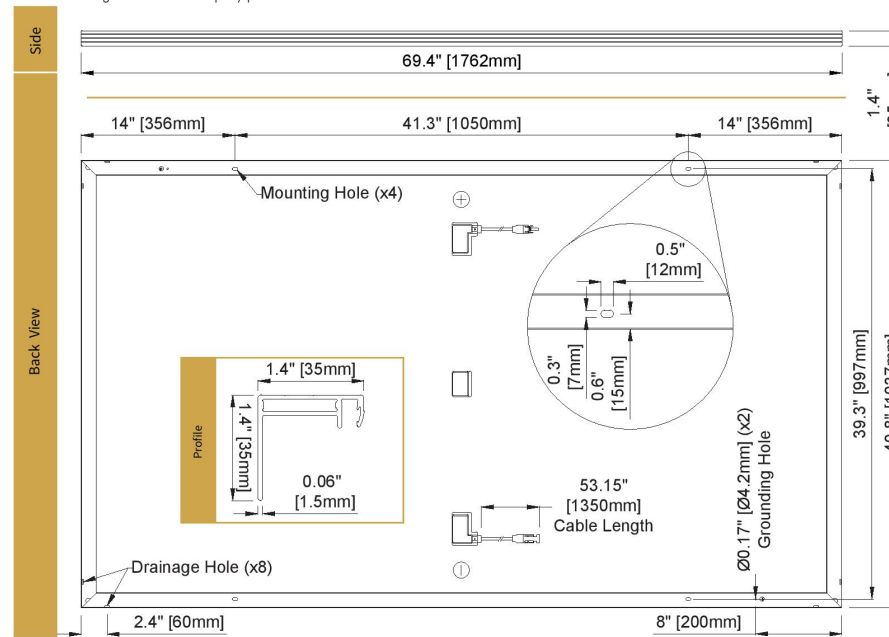 Side
69.4" [1762mm]
1.4"
14" [356mm]
41.3" [1050mm]
14" [356mm]
Mounting Hole (x4)
0.5"
[12mm]
0.3"
[7mm]
0.6"
[15mm]
Back View
39.3" [997mm]
Profile
1.4" [35mm]
1.4"
[35mm]
0.06"
[1.5mm]
53.15"
[1350mm]
Cable Length
Ø0.17" [Ø4.2mm] (x2)
Grounding Hole
Drainage Hole (x8)
2.4" [60mm]
8" [200mm]